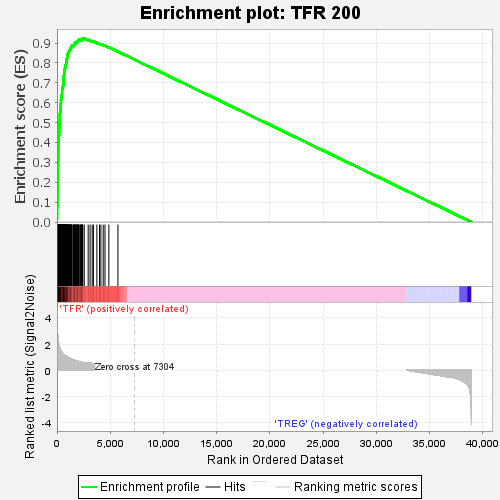 Enrichment plot: TFR 200
Enrichment score (ES)
0.9
0.8
0.7
0.6
0.5
0.4
0.3
0.2
0.1
0.0
'TFR' (positively correlated)
Ranked list metric (Signal2Noise)
4
2
0
-2
-4
Zero cross at 7304
'TREG' (negatively correlated)
0 5,000 10,000 15,000 20,000 25,000 30,000 35,000 40,000
Rank in Ordered Dataset
Enrichment profile Hits Ranking metric scores